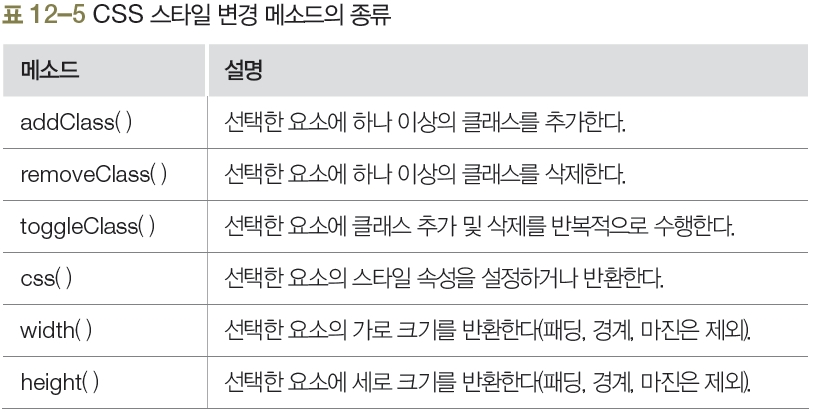 표 12-5 CSS 스타일 변경 메소드의 종류
메소드 설명
addClass( ) 선택한 요소에 하나 이상의 클래스를 추가한다.
removeClass( ) 선택한 요소에 하나 이상의 클래스를 삭제한다.
toggleClass( ) 선택한 요소에 클래스 추가 및 삭제를 반복적으로 수행한다.
css( ) 선택한 요소의 스타일 속성을 설정하거나 반환한다.
width( ) 선택한 요소의 가로 크기를 반환한다(패딩, 경계, 마진은 제외).
height( ) 선택한 요소에 세로 크기를 반환한다(패딩, 경계, 마진은 제외).